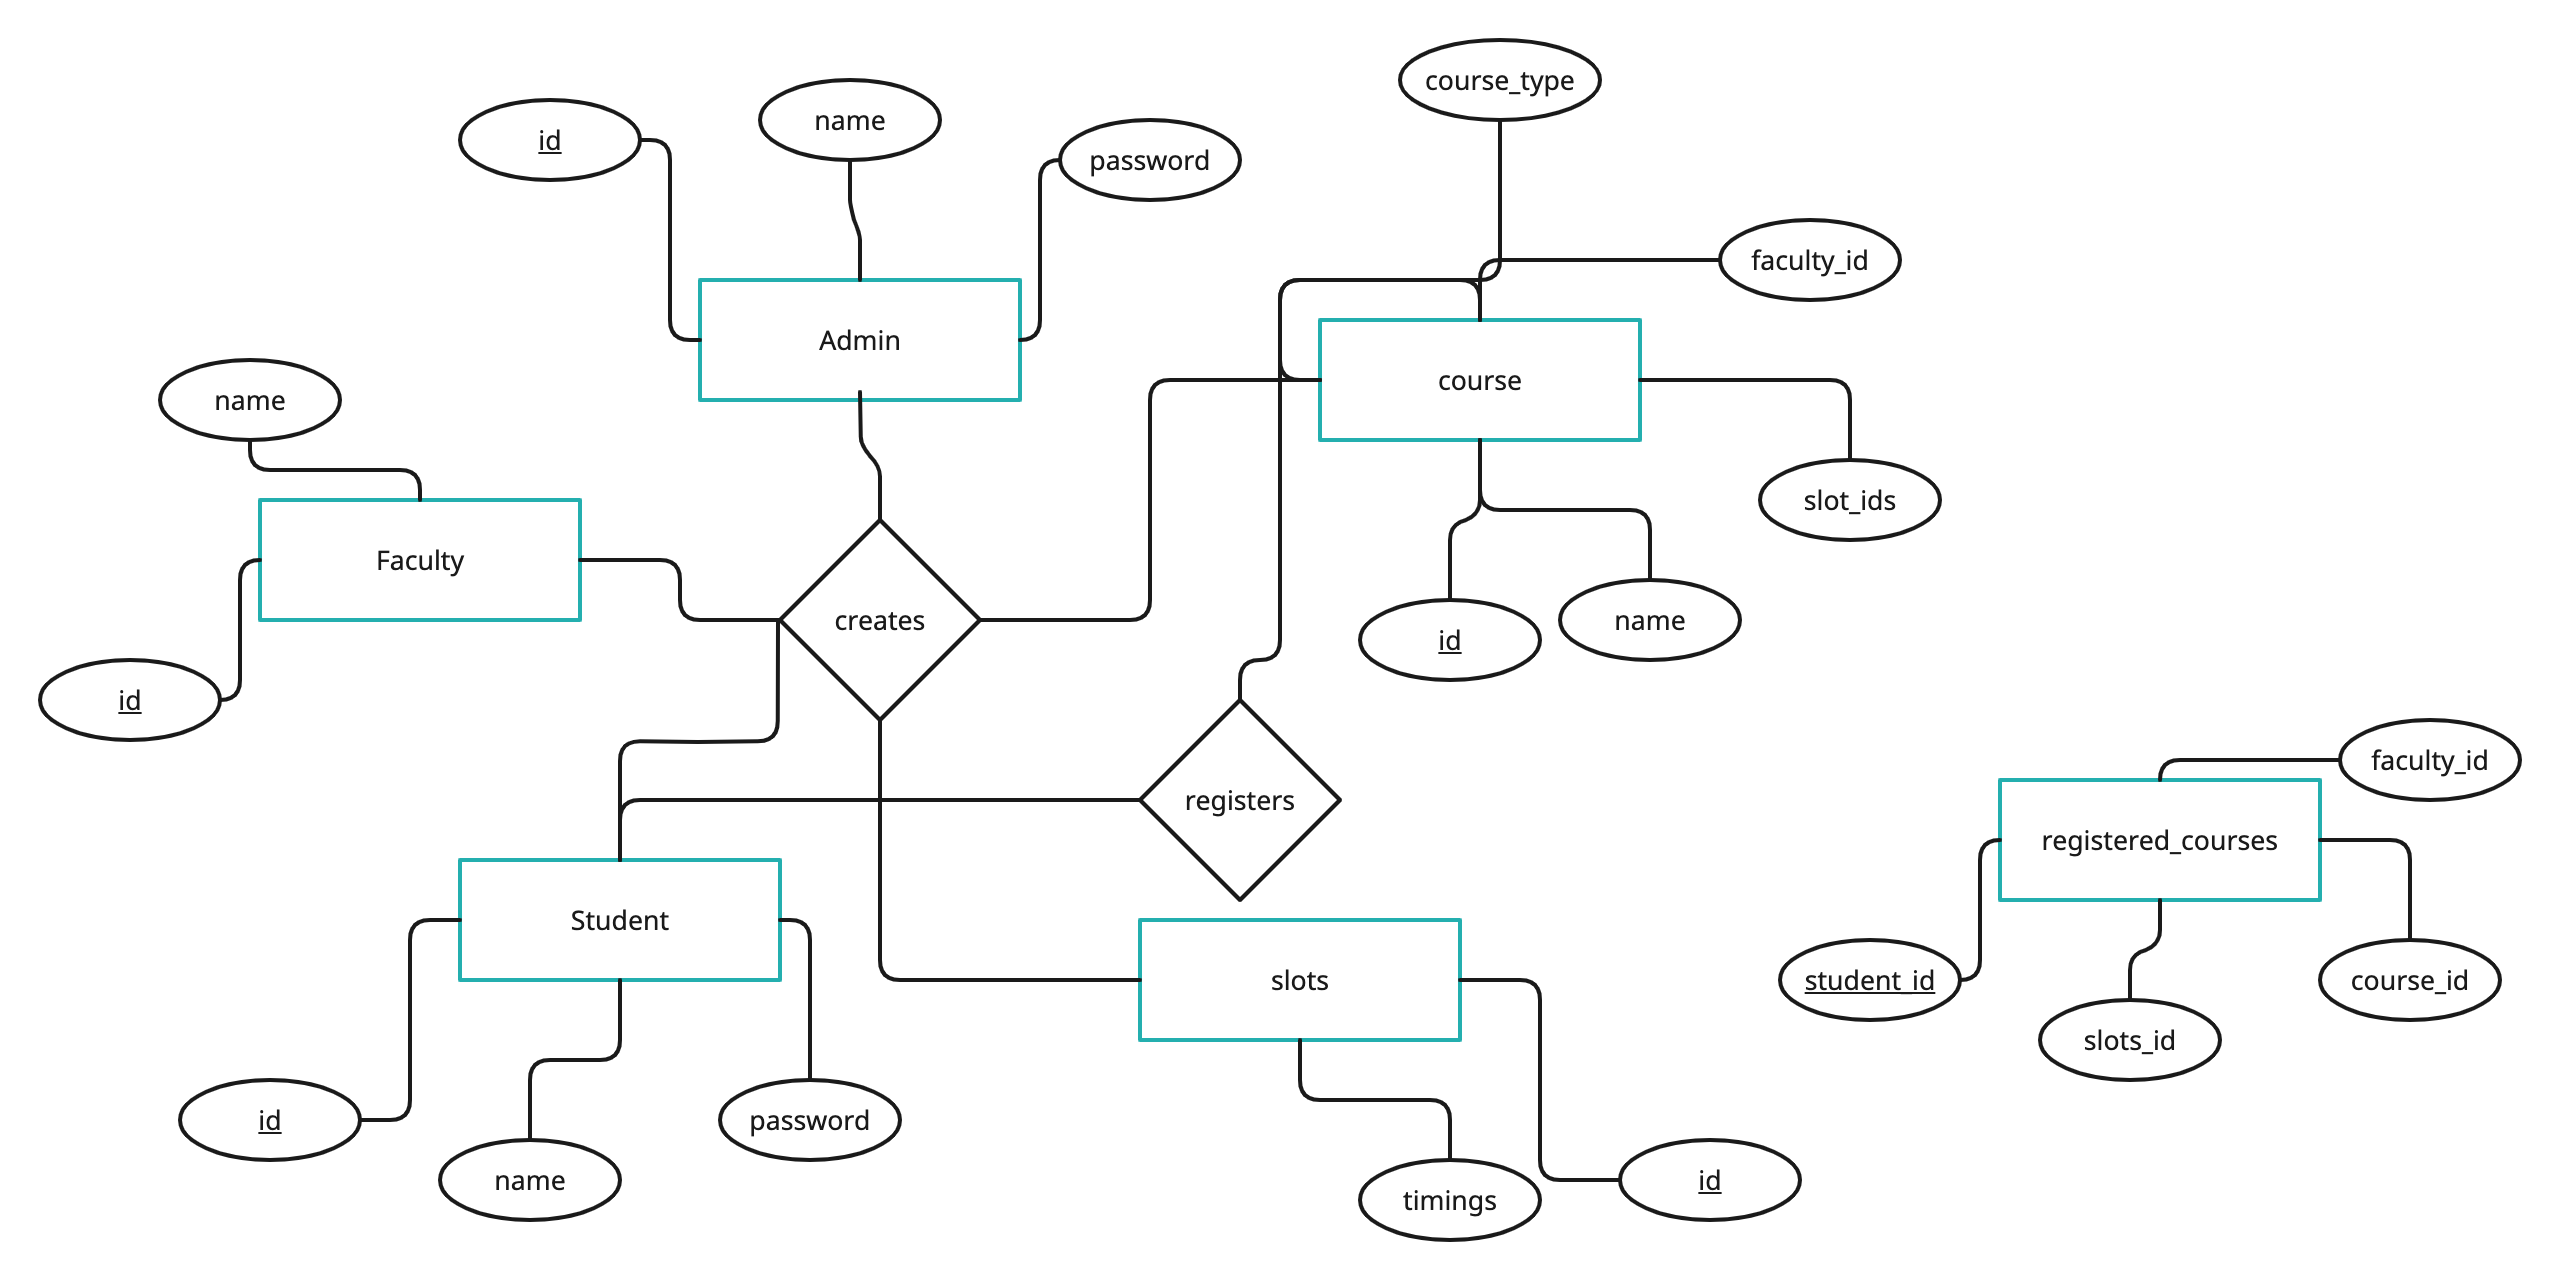 course_type
name
id
password
faculty_id
Admin
course
name
slot_ids
Faculty
creates
id
name
id
faculty_id
registers
registered_courses
Student
slots
student_id
course_id
slots_id
id
password
name
timings
id